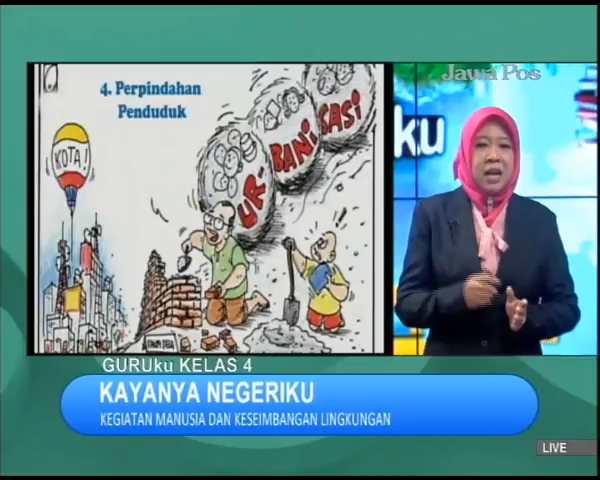 Jawa Pos
4. Perpindahan
Penduduk
KOTA!
UR-
BANI
SASI
ku
GURUku KELAS 4
KAYANYA NEGERIKU
KEGIATAN MANUSIA DAN KESEIMBANGAN LINGKUNGAN
LIVE